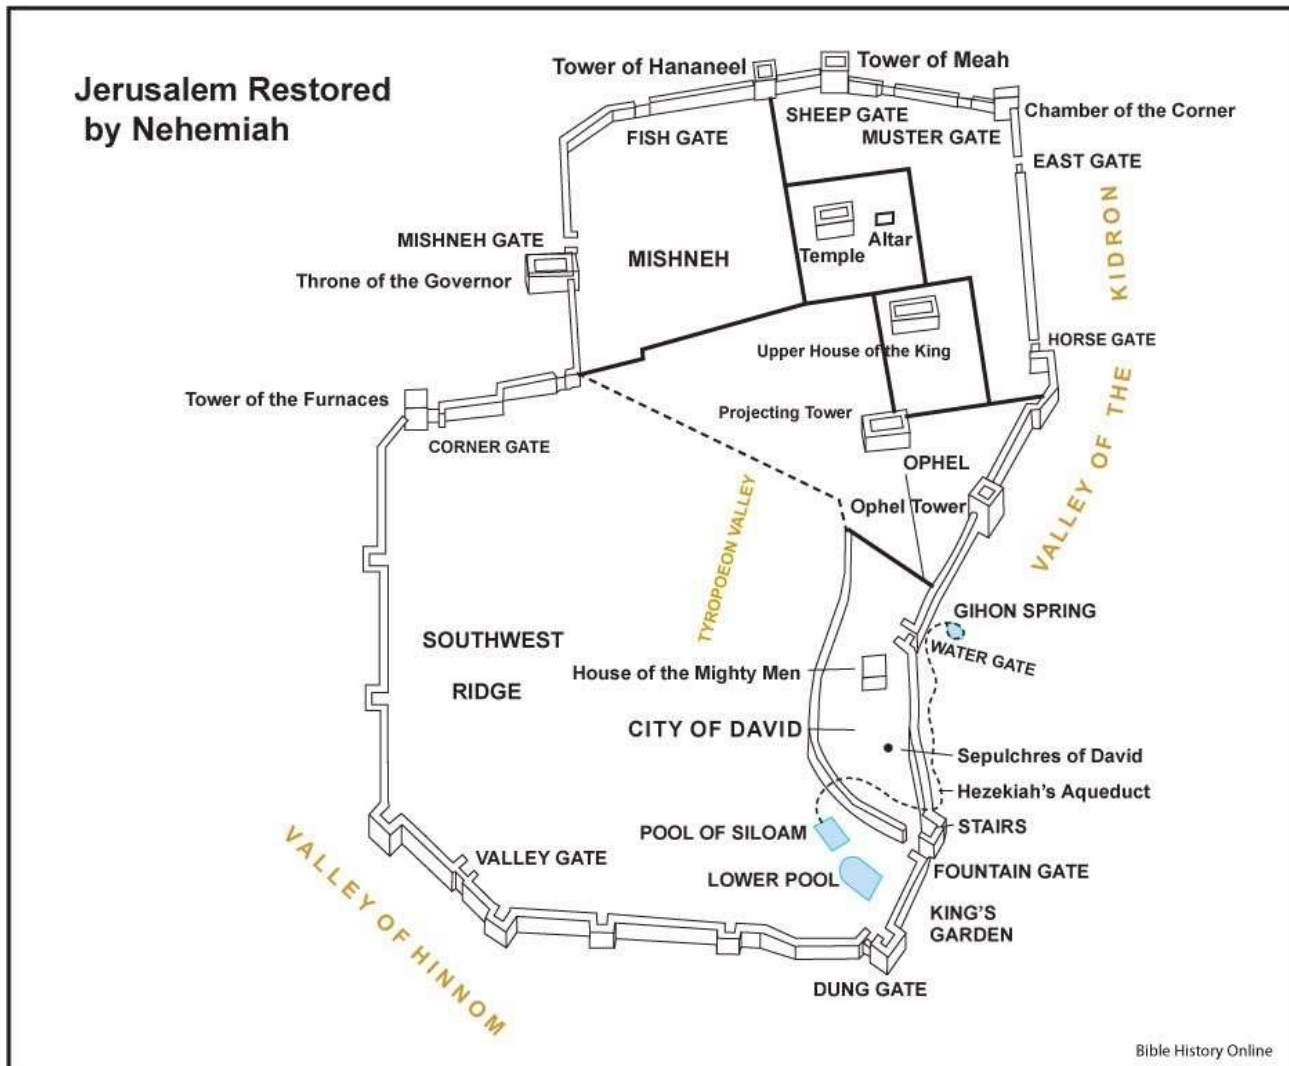 Jerusalem Restored
by Nehemiah
Tower of Hananeel
Tower of Meah
SHEEP GATE
Chamber of the Corner
FISH GATE
MUSTER GATE
EAST GATE
MISHNEH GATE
Throne of the Governor
MISHNEH
Temple
Altar
VALLEY OF THE KIDRON
Upper House of the King
HORSE GATE
Tower of the Furnaces
CORNER GATE
Projecting Tower
OPHEL
Ophel Tower
TYROPOEON VALLEY
GIHON SPRING
WATER GATE
SOUTHWEST
RIDGE
House of the Mighty Men
CITY OF DAVID
Sepulchres of David
Hezekiah's Aqueduct
STAIRS
POOL OF SILOAM
LOWER POOL
FOUNTAIN GATE
VALLEY GATE
KING'S
GARDEN
VALLEY OF HINNOM
DUNG GATE
Bible History Online